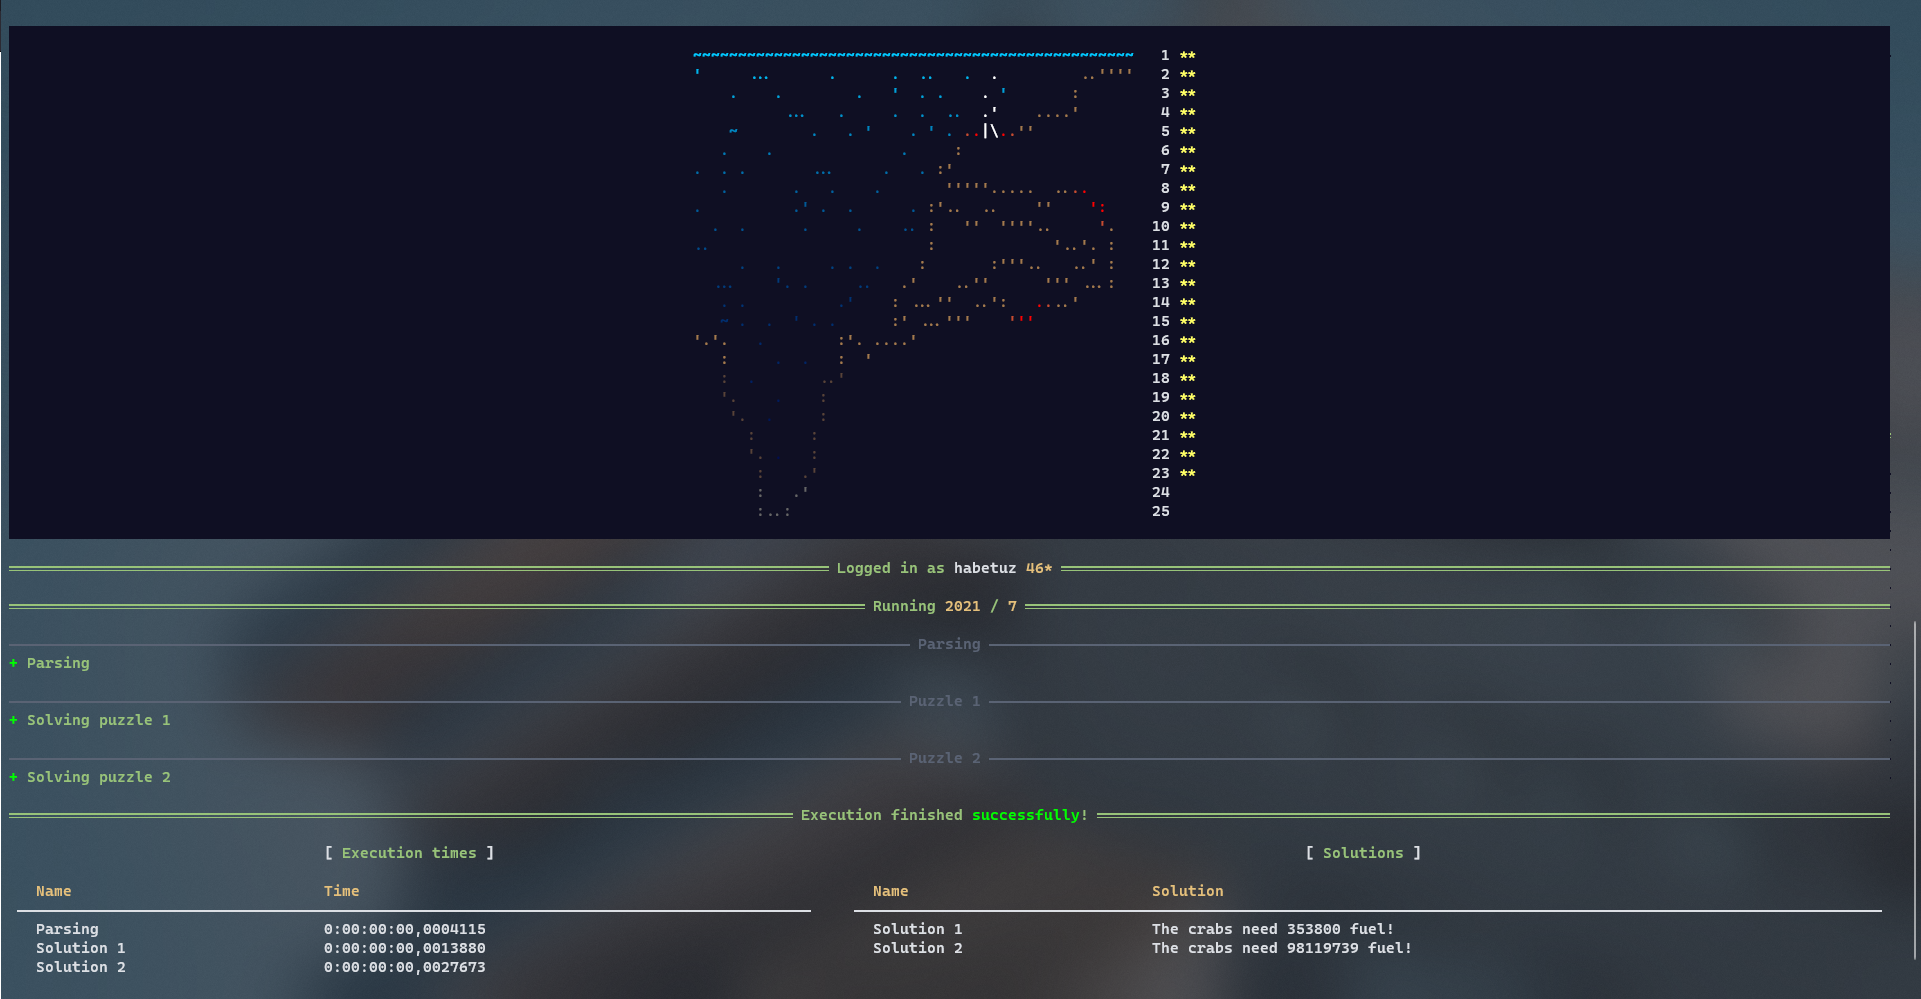 1 **
2 **
3 **
4 **
5 **
6 **
7 **
8 **
9 **
10 **
11 **
12 **
13 **
14 **
15 **
16 **
17 **
18 **
19 **
20 **
21 **
22 **
23 **
24
25
Logged in as habetuz 46*
Running 2021 / 7
Parsing
+ Parsing
Puzzle 1
+ Solving puzzle 1
Puzzle 2
+ Solving puzzle 2
Execution finished successfully!
[ Execution times ]
Name Time
Parsing 0:00:00:00,0004115
Solution 1 0:00:00:00,0013880
Solution 2 0:00:00:00,0027673
[ Solutions ]
Name Solution
Solution 1 The crabs need 353800 fuel!
Solution 2 The crabs need 98119739 fuel!